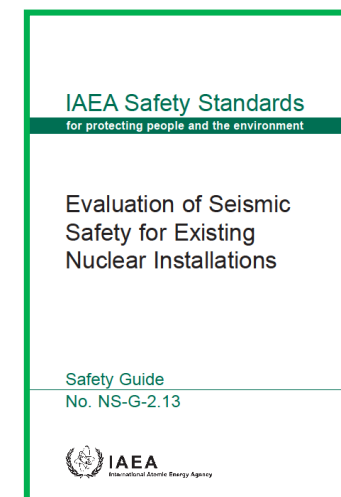 IAEA Safety Standards
for protecting people and the environment
Evaluation of Seismic
Safety for Existing
Nuclear Installations
Safety Guide
No. NS-G-2.13
IAEA
International Atomic Energy Agency